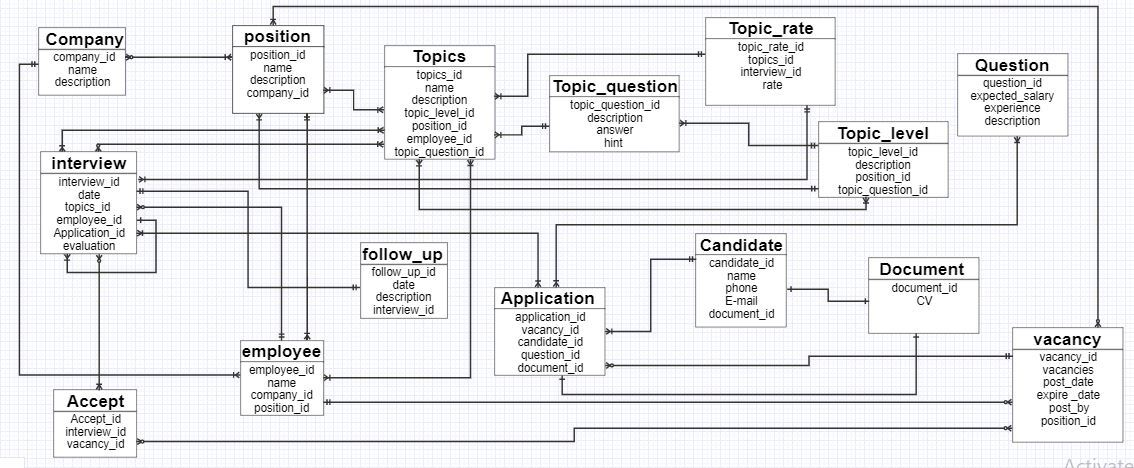 Company
company_id
name
description
position
position_id
name
description
company_id
Topics
topics_id
name
description
topic_level_id
position_id
employee_id
topic_question_id
Topic_question
topic_question_id
description
answer
hint
Topic_rate
topic_rate_id
topics_id
interview_id
rate
Topic_level
topic_level_id
description
position_id
topic_question_id
Question
question_id
expected_salary
experience
description
interview
interview_id
date
topics_id
employee_id
Application_id
evaluation
follow_up
follow_up_id
date
description
interview_id
Application
application_id
vacancy_id
candidate_id
question_id
document_id
Candidate
candidate_id
name
phone
E-mail
document_id
Document
document_id
CV
employee
employee_id
name
company_id
position_id
vacancy
vacancy_id
vacancies
post_date
expire _date
post_by
position_id
Accept
Accept_id
interview_id
vacancy_id
Activate